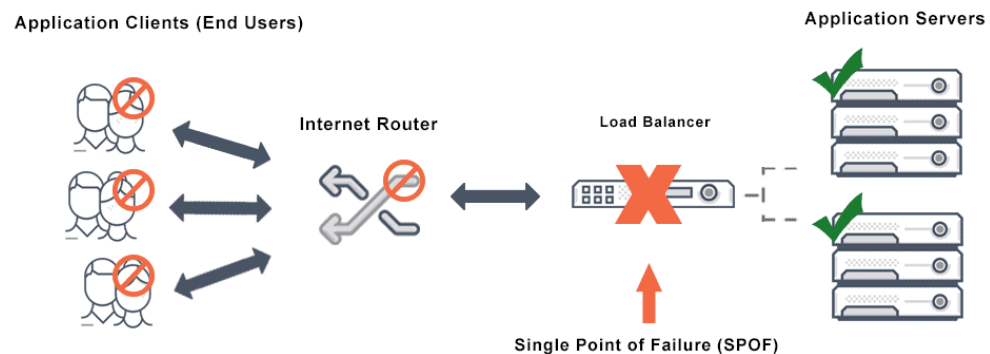 Application Clients (End Users)
Application Servers
Internet Router
Load Balancer
Single Point of Failure (SPOF)